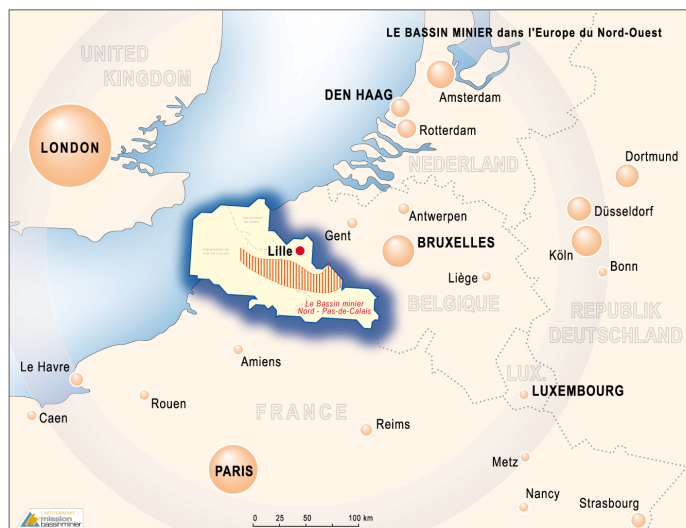 LE BASSIN MINIER dans l'Europe du Nord-Ouest
UNITED
KINGDOM
DEN HAAG
Amsterdam
Rotterdam
LONDON
NEDERLAND
Dortmund
Düsseldorf
Antwerpen
Gent
BRUXELLES
Köln
Bonn
Lille
Liège
Le Bassin minier
Nord - Pas-de-Calais
BELGIQUE
REPUBLIK
DEUTSCHLAND
Amiens
Le Havre
LUX.
LUXEMBOURG
Rouen
Caen
FRANCE
Reims
PARIS
Metz
Nancy
Strasbourg
CARTOGRAPHIE
mission
bassinminier
0 25 50 100 km